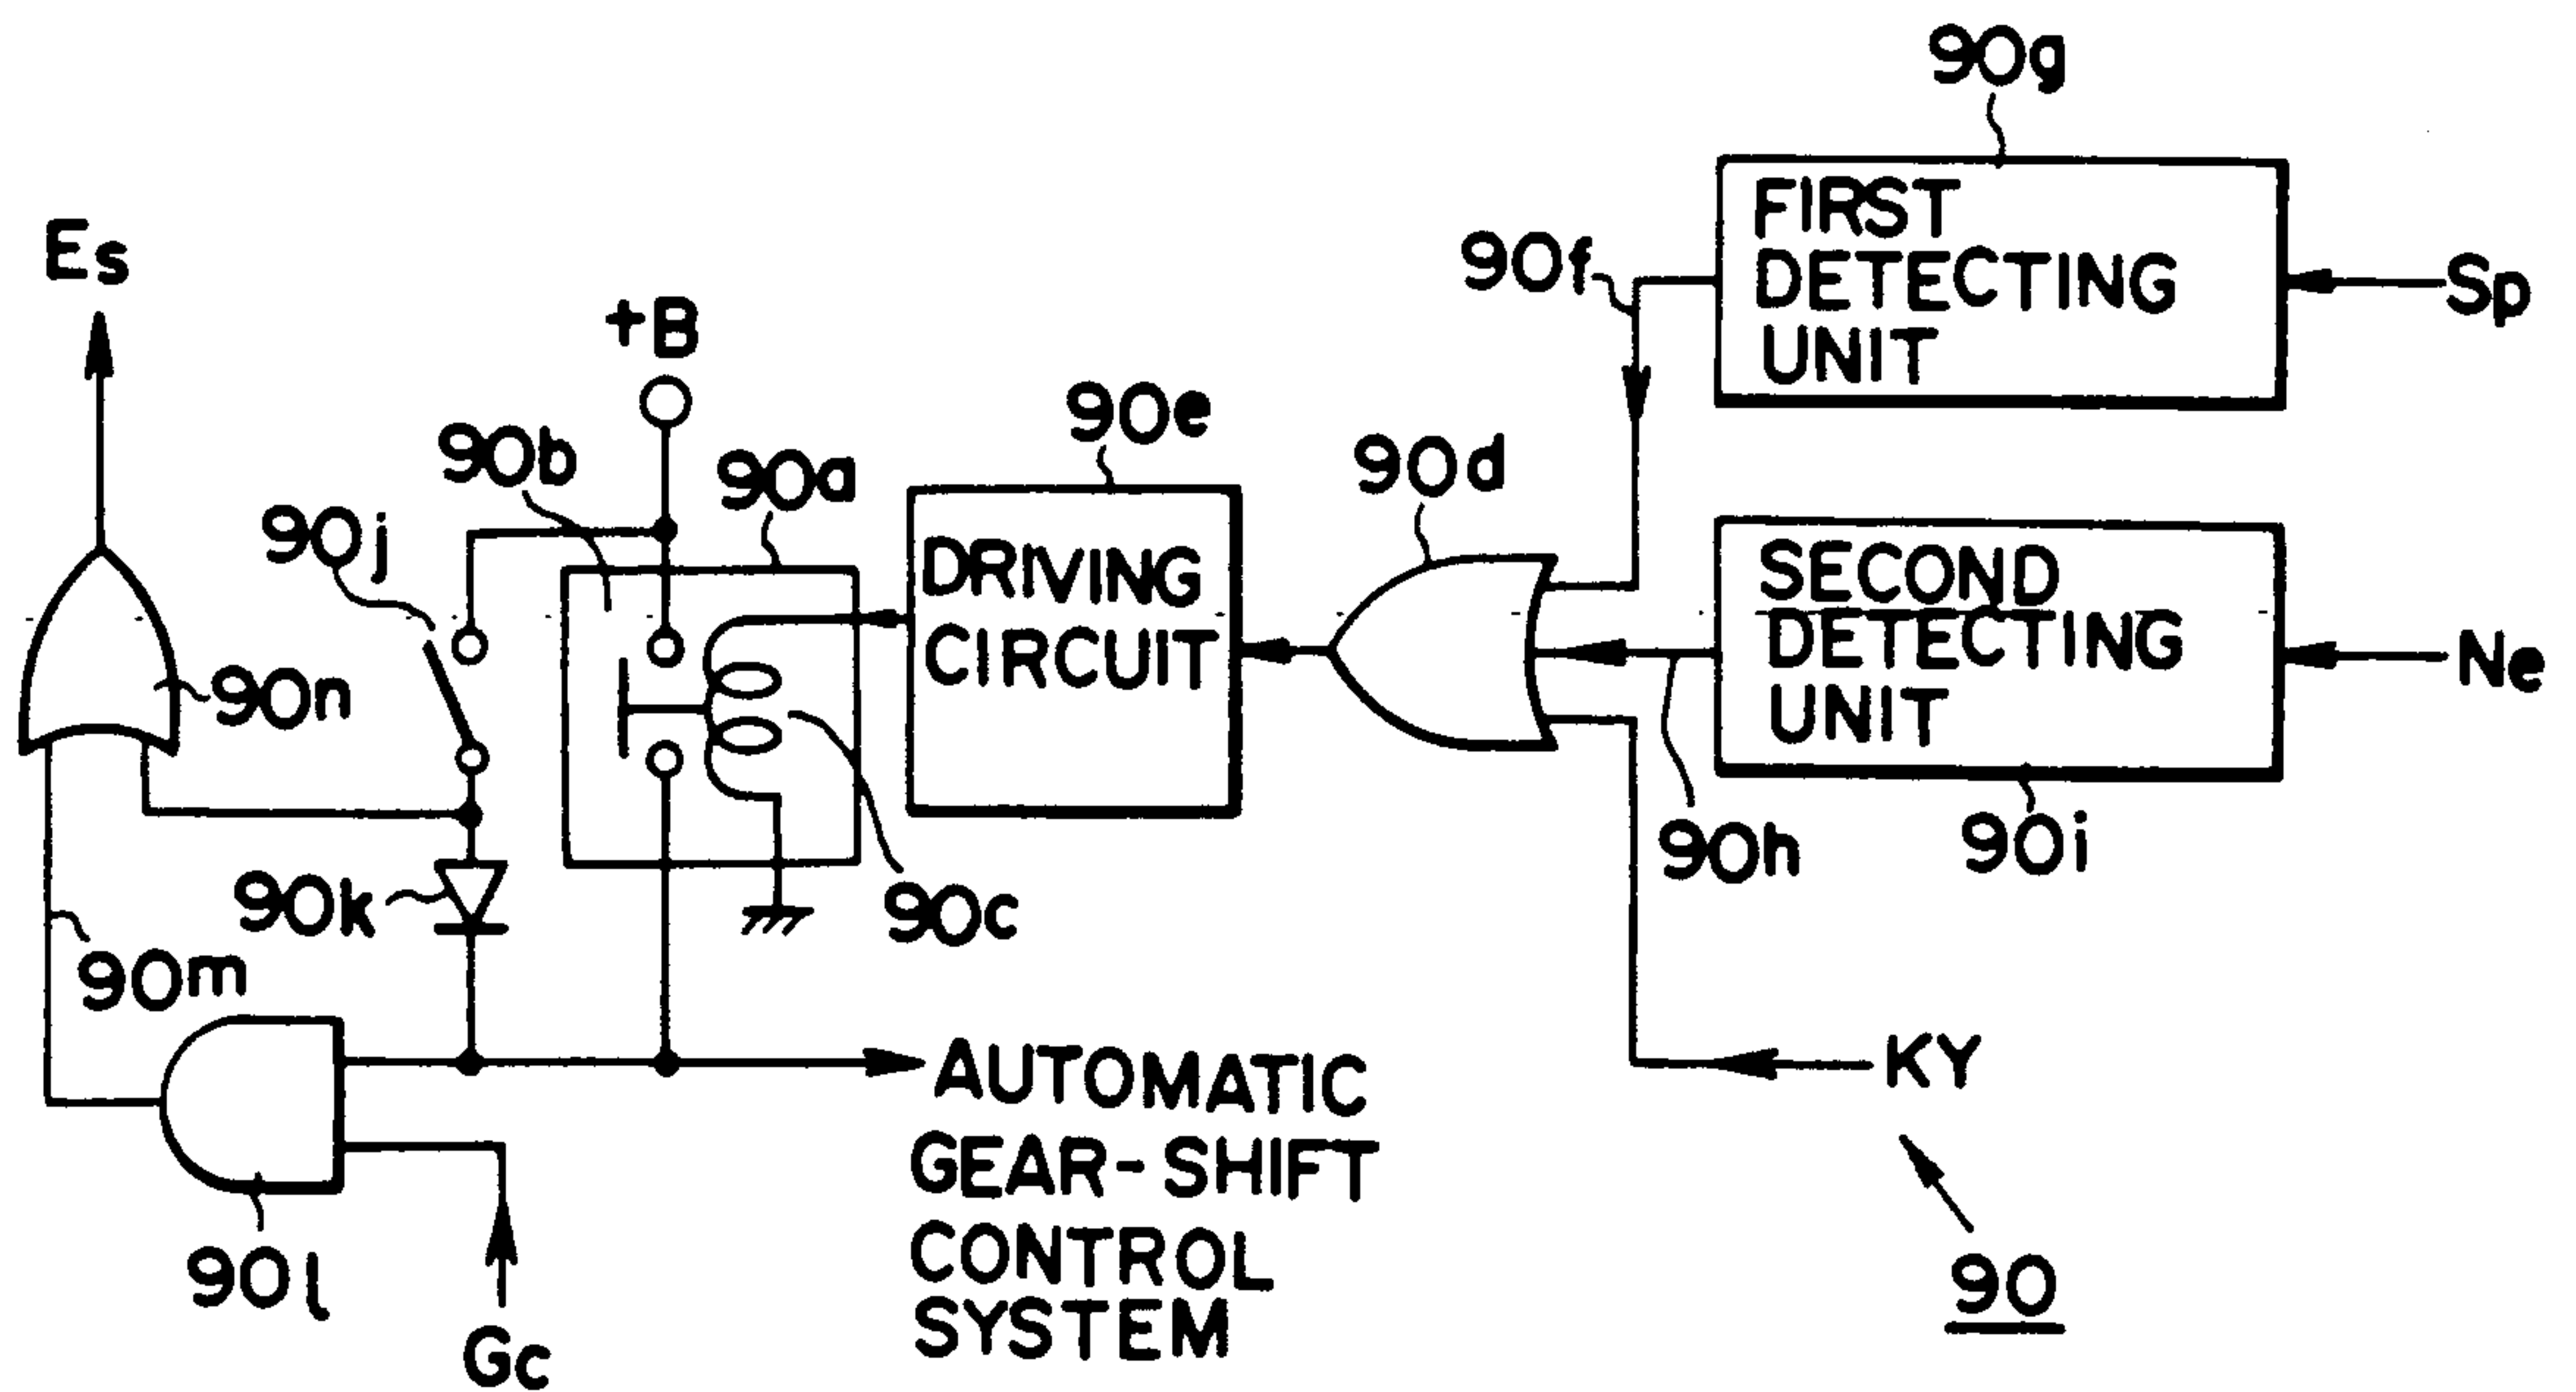 90g
FIRST
DETECTING
UNIT
Sp
90f
Es
+B
90e
90b
90a
90d
90j
DRIVING
CIRCUIT
SECOND
DETECTING
UNIT
Ne
90n
90h
90i
90k
90c
90m
AUTOMATIC
GEAR-SHIFT
CONTROL
SYSTEM
KY
90l
Gc
90